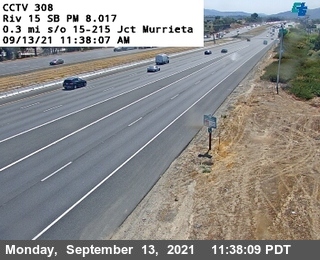 CCTV 308
Riv 15 SB PM 8.017
0.3 mi s/o 15-215 Jct Murrieta
09/13/21 11:38:07 AM
Monday, September 13, 2021 11:38:09 PDT